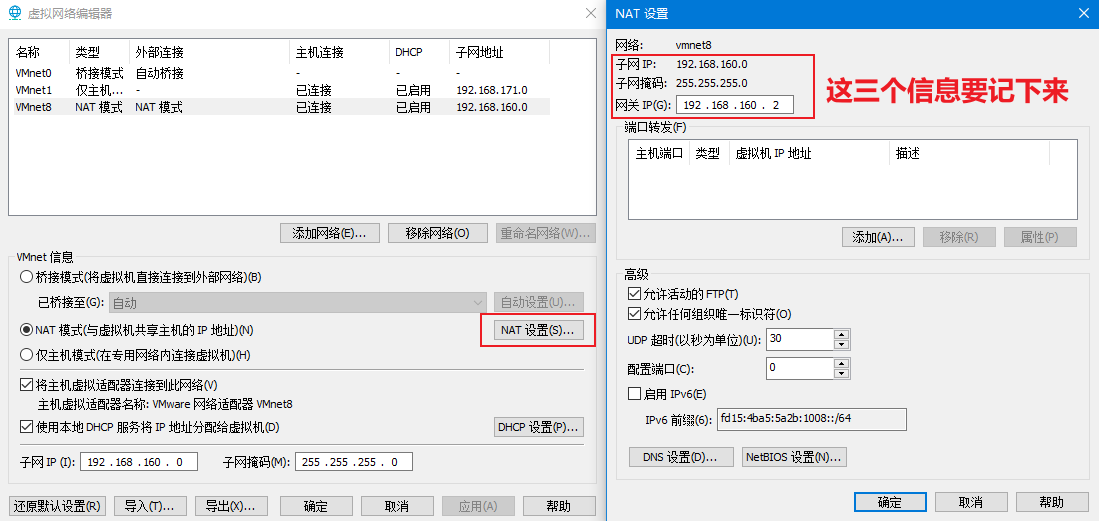 虚拟网络编辑器
名称 类型 外部连接 主机连接 DHCP 子网地址
VMnet0 桥接模式 自动桥接 - - -
VMnet1 仅主机... - 已连接 已启用 192.168.171.0
VMnet8 NAT 模式 NAT 模式 已连接 已启用 192.168.160.0
添加网络(E)... 移除网络(O) 重命名网络(W)...
VMnet 信息
桥接模式(将虚拟机直接连接到外部网络)(B)
已桥接至(G): 自动 自动设置(U)...
NAT 模式(与虚拟机共享主机的 IP 地址)(N) NAT 设置(S)...
仅主机模式(在专用网络内连接虚拟机)(H)
将主机虚拟适配器连接到此网络(V)
主机虚拟适配器名称: VMware 网络适配器 VMnet8
使用本地 DHCP 服务将 IP 地址分配给虚拟机(D) DHCP 设置(P)...
子网 IP (I): 192 .168 .160 . 0 子网掩码(M): 255 .255 .255 . 0
还原默认设置(R) 导入(T)... 导出(X)... 确定 取消 应用(A) 帮助
NAT 设置
网络: vmnet8
子网 IP: 192.168.160.0
子网掩码: 255.255.255.0
网关 IP(G): 192 .168 .160 . 2
这三个信息要记下来
端口转发(F)
主机端口 类型 虚拟机 IP 地址 描述
添加(A)... 移除(R) 属性(P)
高级
允许活动的 FTP(T)
允许任何组织唯一标识符(O)
UDP 超时(以秒为单位)(U): 30
配置端口(C): 0
启用 IPv6(E)
IPv6 前缀(6): fd15:4ba5:5a2b:1008::/64
DNS 设置(D)... NetBIOS 设置(N)...
确定 取消 帮助